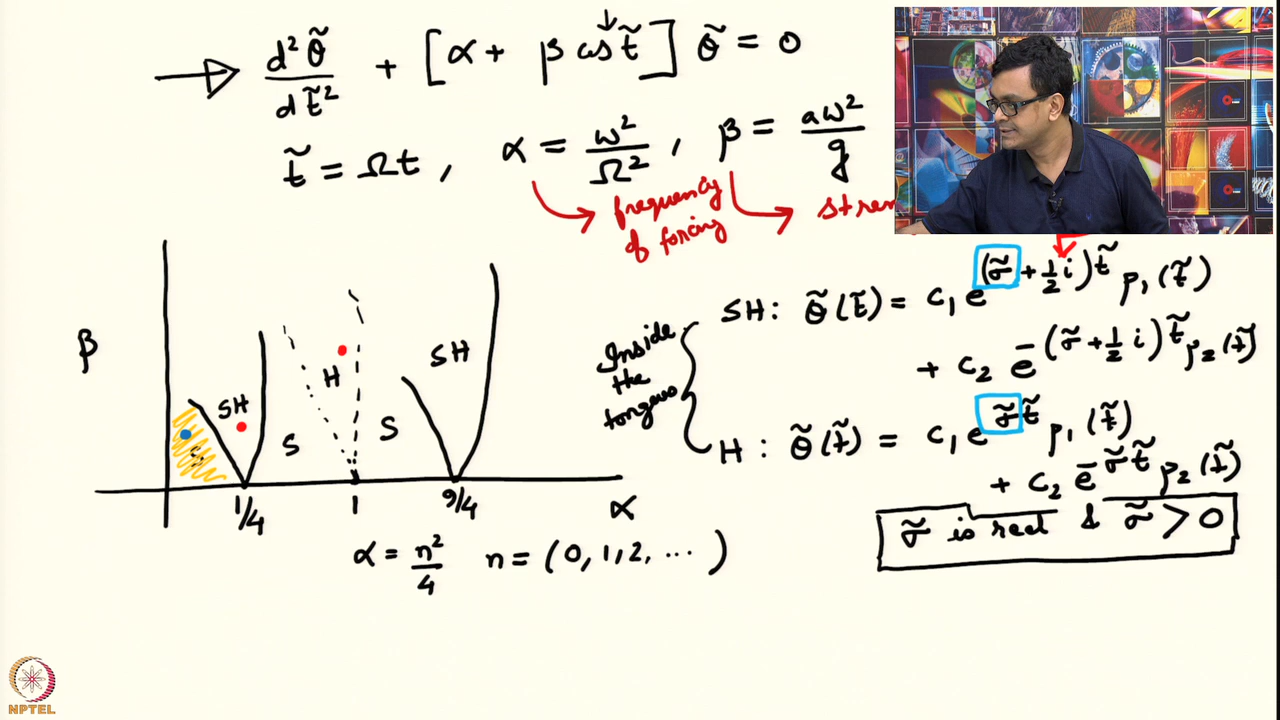 d²θ̃/dt̃² + [α + β cos t̃] θ̃ = 0
t̃ = Ωt , α = ω²/Ω² , β = aω²/g
frequency
of forcing
β
SH H SH
S S S
1/4 1 9/4 α
α = n²/4 n = (0, 1, 2, ... )
Inside
the
tongues
SH: θ̃(t̃) = c₁ e^(σ̃ + 1/2 i)t̃ p₁(t̃)
+ c₂ e^-(σ̃ + 1/2 i)t̃ p₂(t̃)
H : θ̃(t̃) = c₁ e^σ̃t̃ p₁(t̃)
+ c₂ e^-σ̃t̃ p₂(t̃)
σ̃ is real & σ̃ > 0
NPTEL